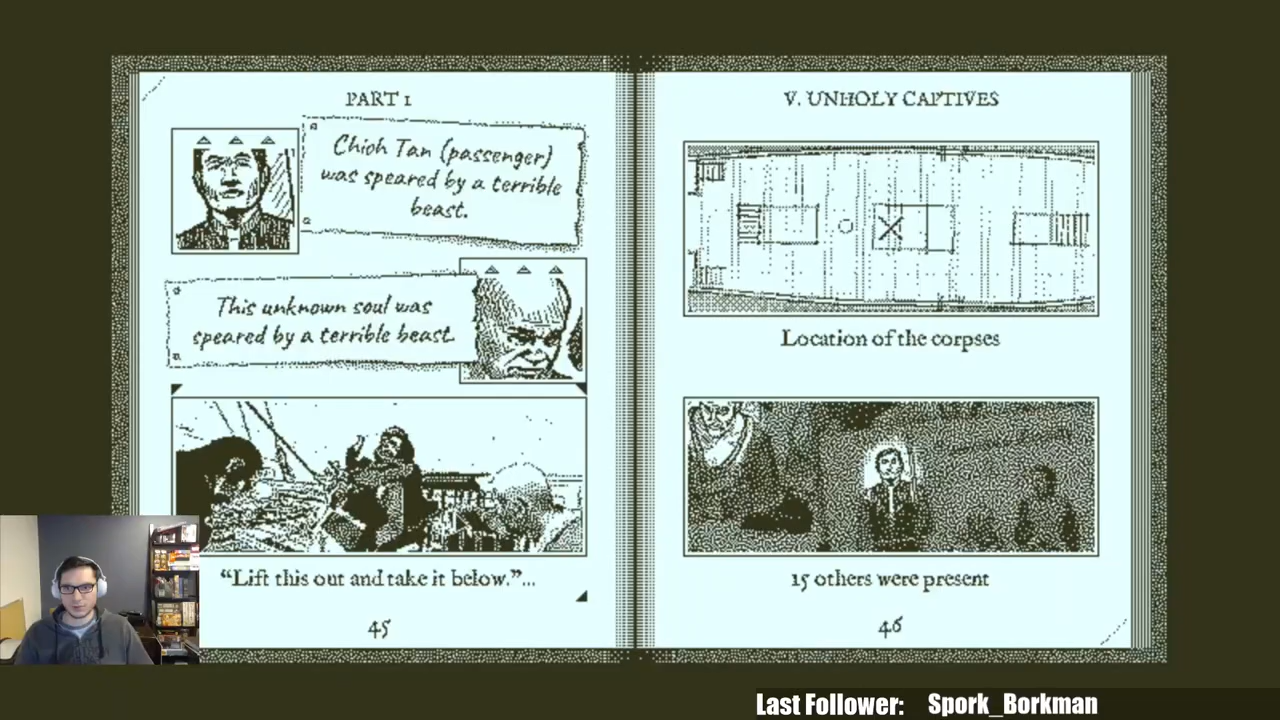 PART 1
Chioh Tan (passenger)
was speared by a terrible
beast.
This unknown soul was
speared by a terrible beast.
"Lift this out and take it below."...
45
V. UNHOLY CAPTIVES
Location of the corpses
15 others were present
46
Last Follower: Spork_Borkman